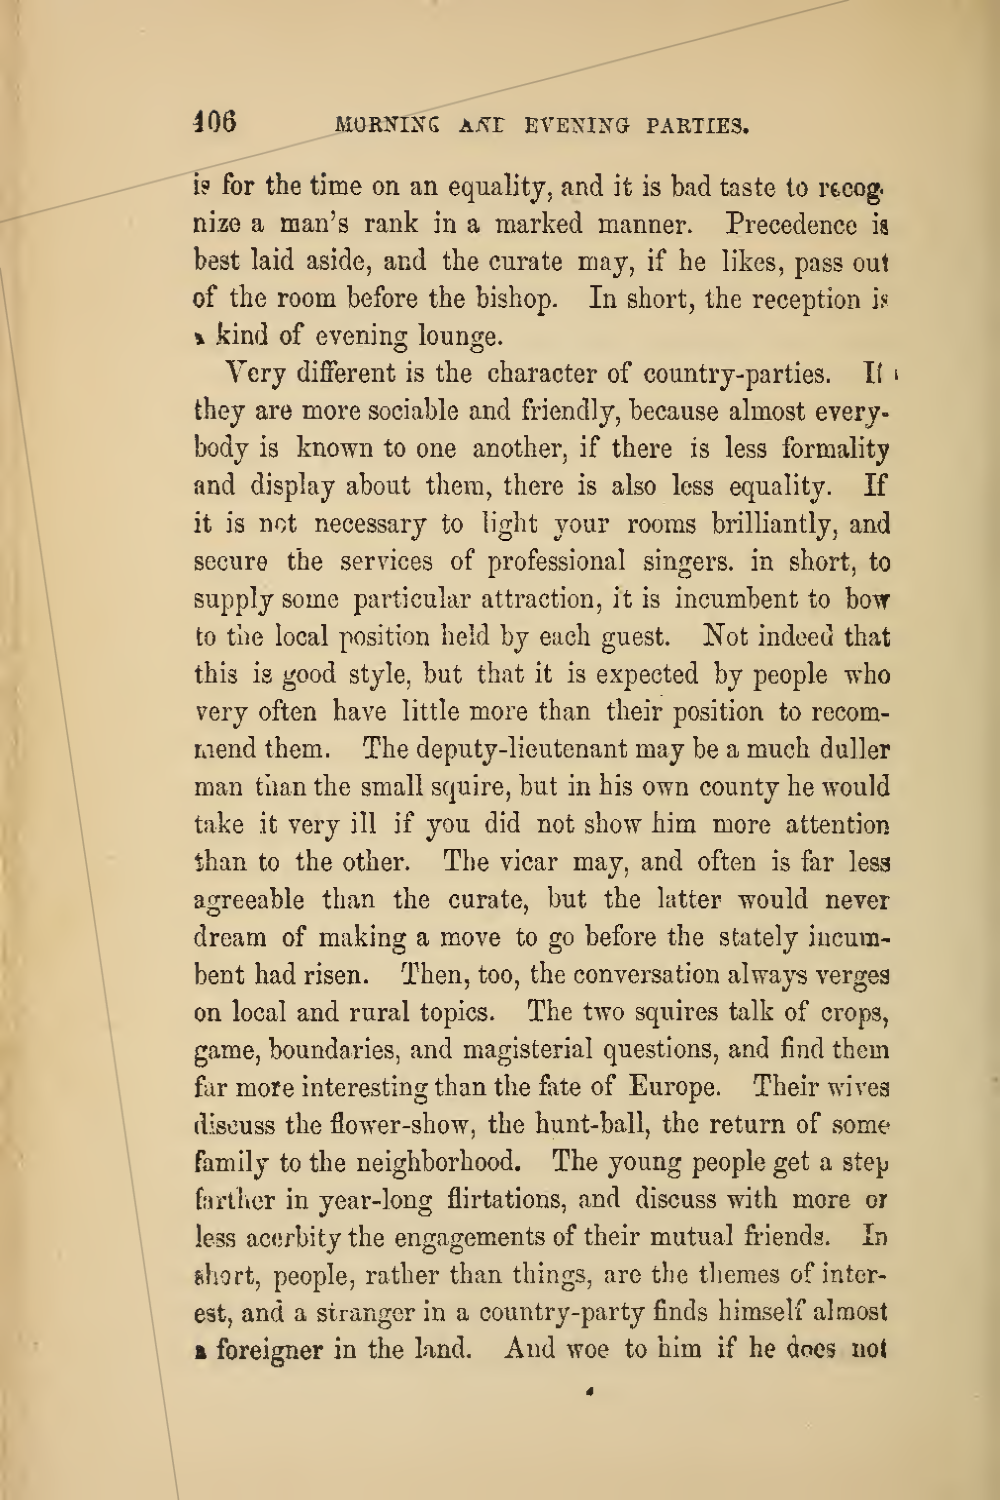 406 MORNING AND EVENING PARTIES.
is for the time on an equality, and it is bad taste to recog-
nize a man's rank in a marked manner. Precedence is
best laid aside, and the curate may, if he likes, pass out
of the room before the bishop. In short, the reception is
a kind of evening lounge.
Very different is the character of country-parties. If
they are more sociable and friendly, because almost every-
body is known to one another, if there is less formality
and display about them, there is also less equality. If
it is not necessary to light your rooms brilliantly, and
secure the services of professional singers. in short, to
supply some particular attraction, it is incumbent to bow
to the local position held by each guest. Not indeed that
this is good style, but that it is expected by people who
very often have little more than their position to recom-
mend them. The deputy-lieutenant may be a much duller
man than the small squire, but in his own county he would
take it very ill if you did not show him more attention
than to the other. The vicar may, and often is far less
agreeable than the curate, but the latter would never
dream of making a move to go before the stately incum-
bent had risen. Then, too, the conversation always verges
on local and rural topics. The two squires talk of crops,
game, boundaries, and magisterial questions, and find them
far more interesting than the fate of Europe. Their wives
discuss the flower-show, the hunt-ball, the return of some
family to the neighborhood. The young people get a step
farther in year-long flirtations, and discuss with more or
less acerbity the engagements of their mutual friends. In
short, people, rather than things, are the themes of inter-
est, and a stranger in a country-party finds himself almost
a foreigner in the land. And woe to him if he does not